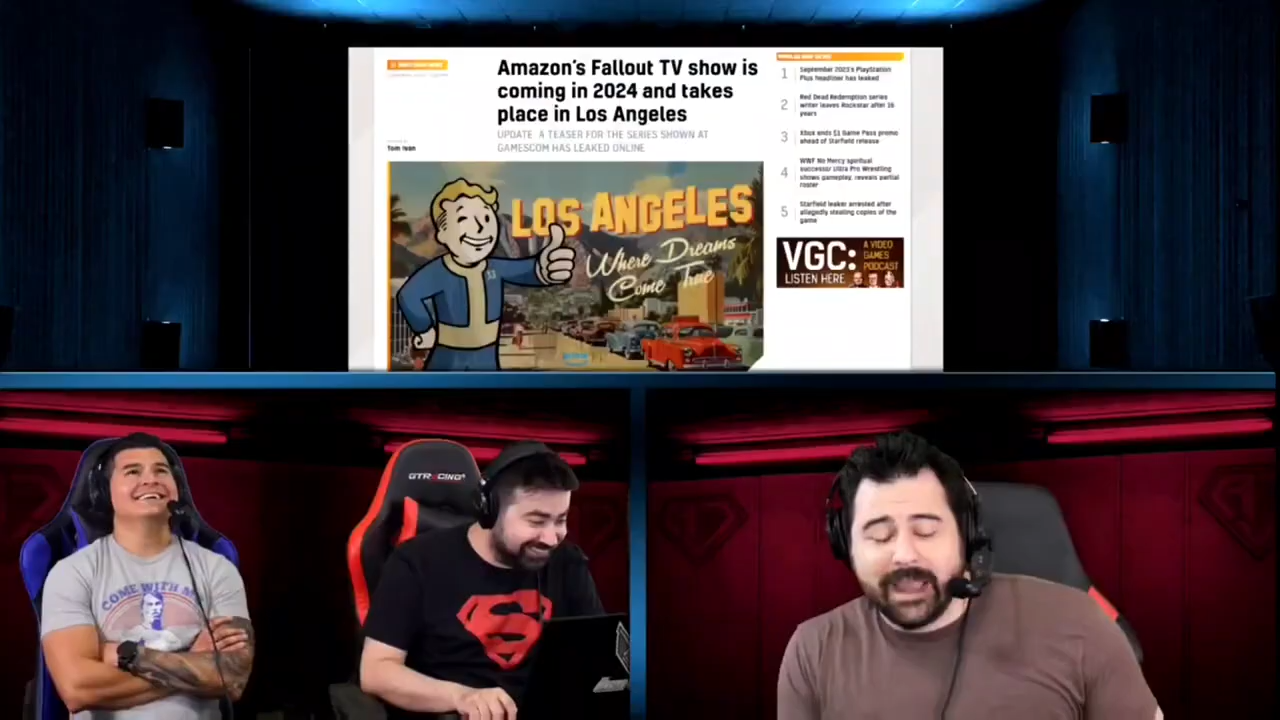 Amazon's Fallout TV show is
coming in 2024 and takes
place in Los Angeles
UPDATE A TEASER FOR THE SERIES SHOWN AT
GAMESCOM HAS LEAKED ONLINE
Tom Ivan
LOS ANGELES
Where Dreams
Come True
1 September 2023's PlayStation
Plus headliner has leaked
2 Red Dead Redemption series
writer leaves Rockstar after 16
years
3 Xbox ends $1 Game Pass promo
ahead of Starfield release
4 WWF No Mercy spiritual
successor Ultra Pro Wrestling
shows gameplay, reveals partial
roster
5 Starfield leaker arrested after
allegedly stealing copies of the
game
VGC:
LISTEN HERE
A VIDEO
GAMES
PODCAST
GTRACING
COME WITH ME
S